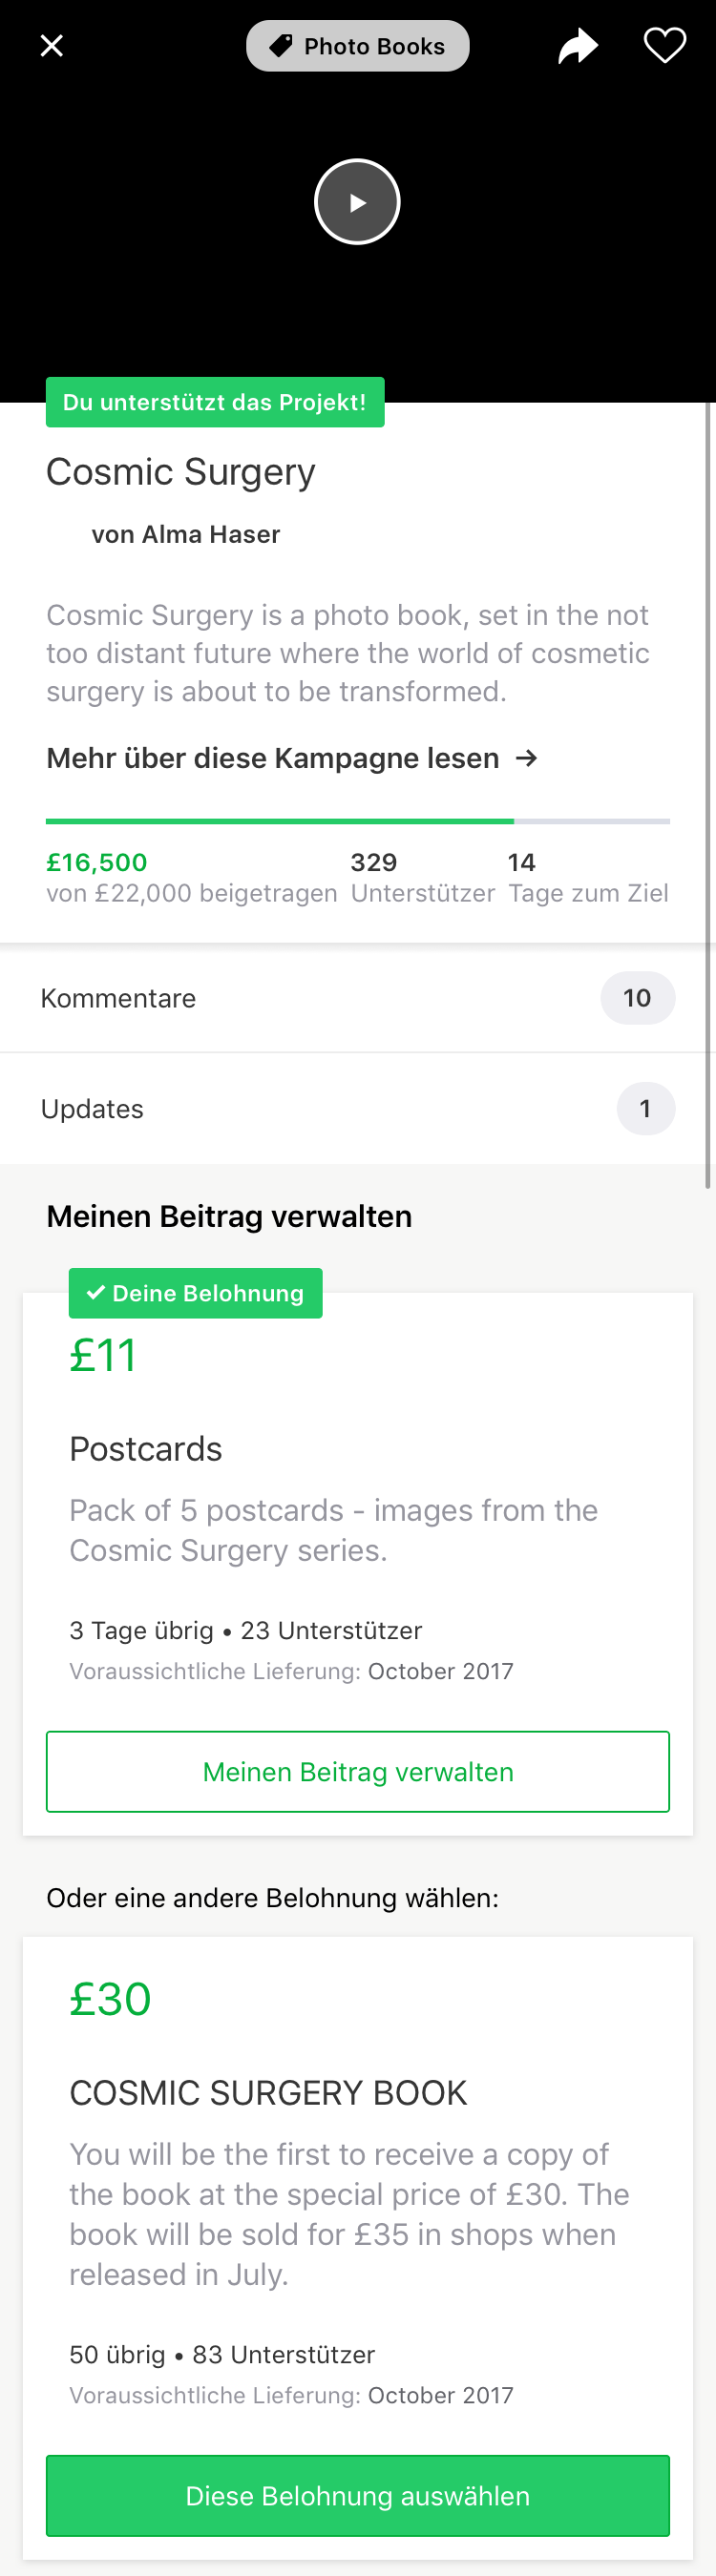 Photo Books
Du unterstützt das Projekt!
Cosmic Surgery
von Alma Haser
Cosmic Surgery is a photo book, set in the not
too distant future where the world of cosmetic
surgery is about to be transformed.
Mehr über diese Kampagne lesen →
£16,500 329 14
von £22,000 beigetragen Unterstützer Tage zum Ziel
Kommentare 10
Updates 1
Meinen Beitrag verwalten
✓ Deine Belohnung
£11
Postcards
Pack of 5 postcards - images from the
Cosmic Surgery series.
3 Tage übrig • 23 Unterstützer
Voraussichtliche Lieferung: October 2017
Meinen Beitrag verwalten
Oder eine andere Belohnung wählen:
£30
COSMIC SURGERY BOOK
You will be the first to receive a copy of
the book at the special price of £30. The
book will be sold for £35 in shops when
released in July.
50 übrig • 83 Unterstützer
Voraussichtliche Lieferung: October 2017
Diese Belohnung auswählen